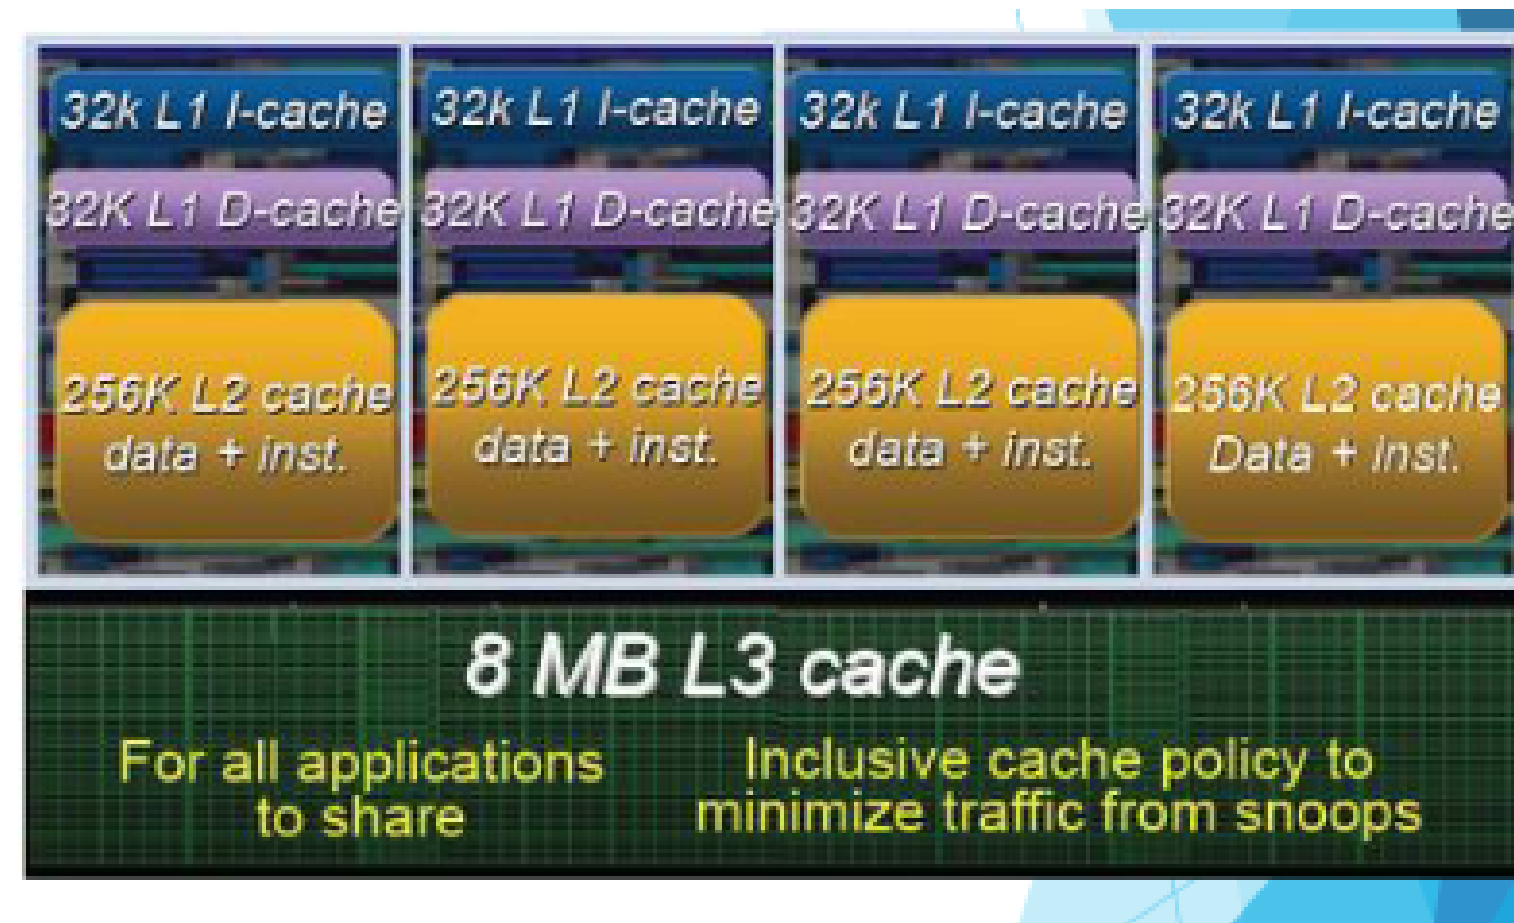 32k L1 I-cache
32K L1 D-cache
256K L2 cache
data + inst.
32k L1 I-cache
32K L1 D-cache
256K L2 cache
data + inst.
32k L1 I-cache
32K L1 D-cache
256K L2 cache
data + inst.
32k L1 I-cache
32K L1 D-cache
256K L2 cache
Data + inst.
8 MB L3 cache
For all applications
to share
Inclusive cache policy to
minimize traffic from snoops